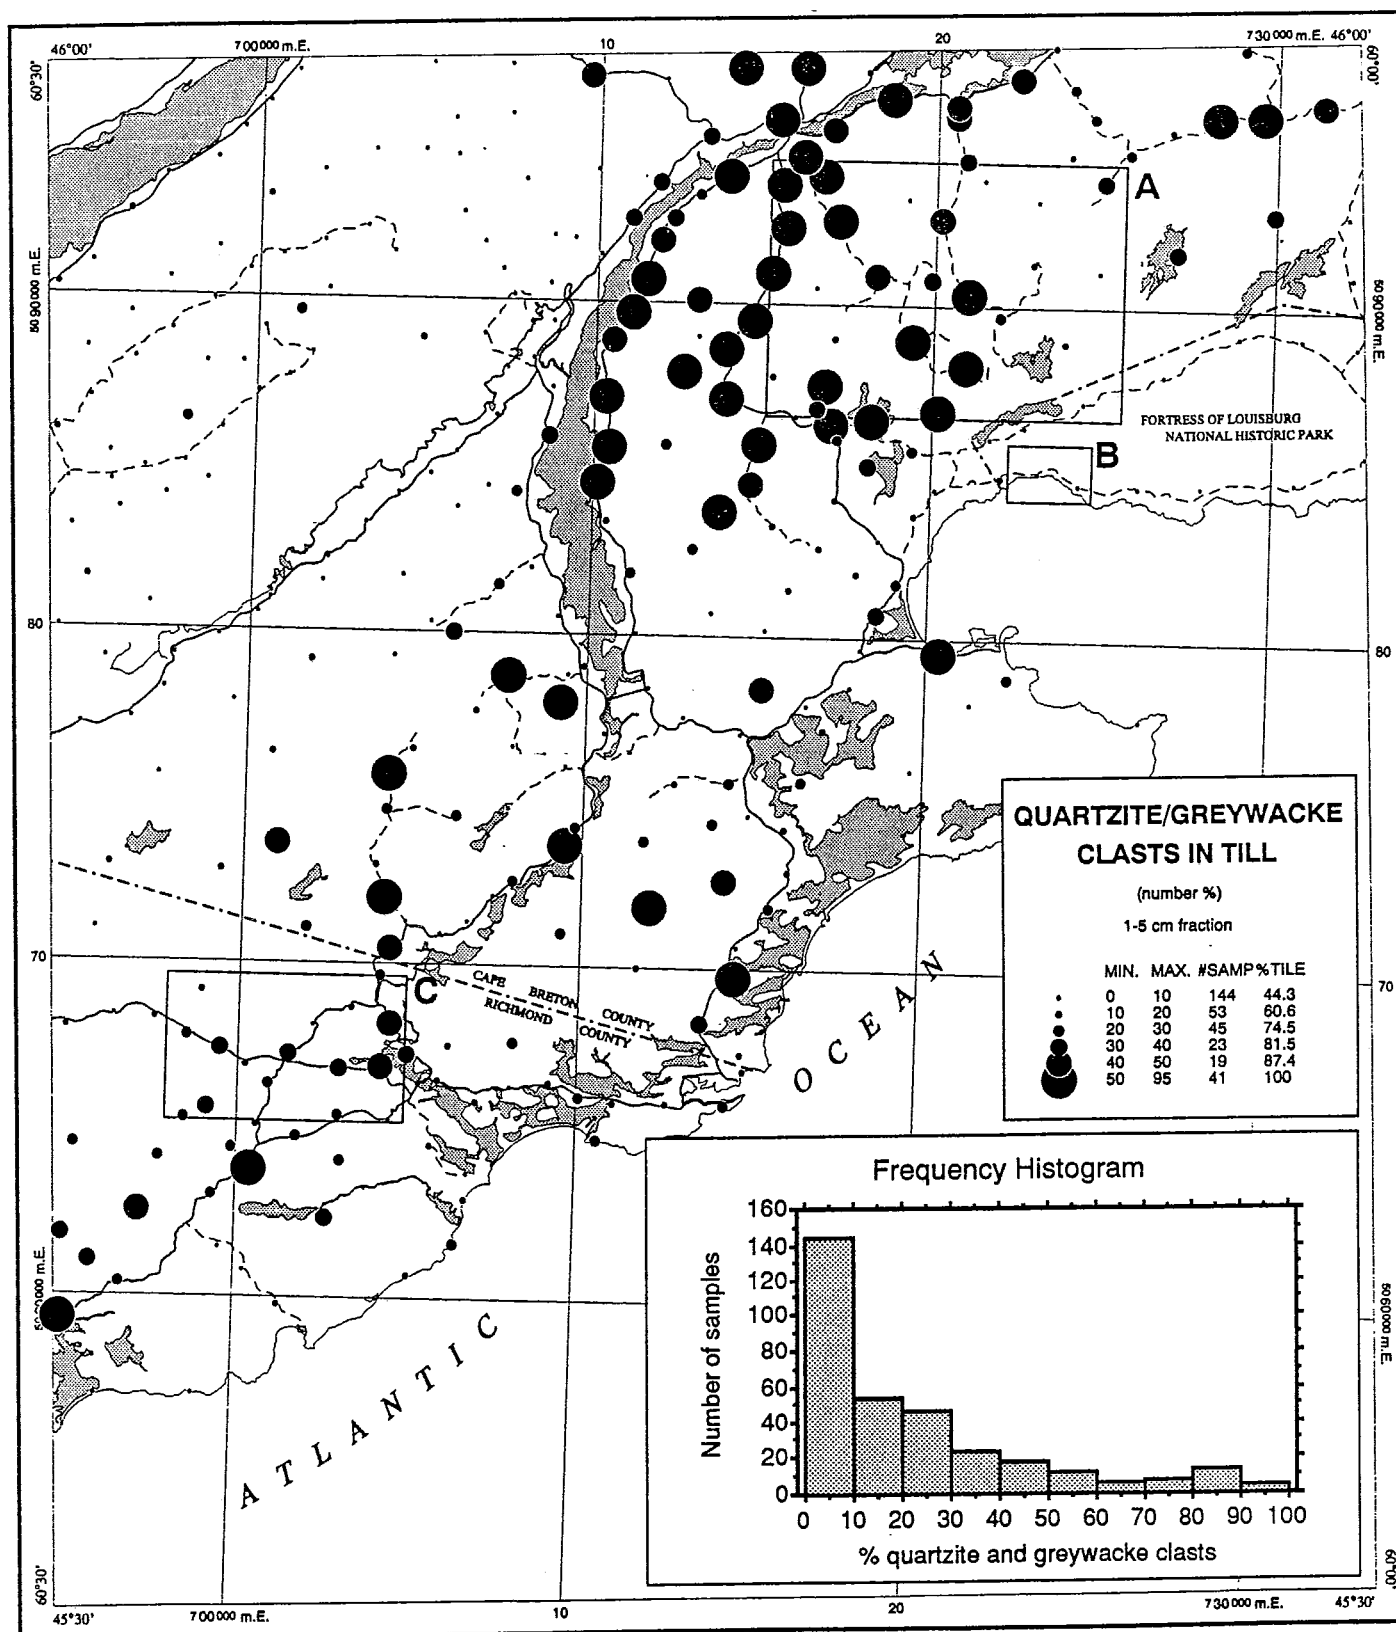 46°00'
700000 m.E.
10
20
730000 m.E.
46°00'
60°30'
60°00'
A
5090000 m.E.
5090000 m.E.
FORTRESS OF LOUISBURG
NATIONAL HISTORIC PARK
B
80
80
QUARTZITE/GREYWACKE
CLASTS IN TILL
(number %)
1-5 cm fraction
MIN. MAX. #SAMP %TILE
0 10 144 44.3
10 20 53 60.6
20 30 45 74.5
30 40 23 81.5
40 50 19 87.4
50 95 41 100
70
70
C
CAPE BRETON COUNTY
RICHMOND COUNTY
ATLANTIC OCEAN
5060000 m.E.
5060000 m.E.
Frequency Histogram
Number of samples
160
140
120
100
80
60
40
20
0
0 10 20 30 40 50 60 70 80 90 100
% quartzite and greywacke clasts
60°30'
60°00'
45°30'
700000 m.E.
10
20
730000 m.E.
45°30'